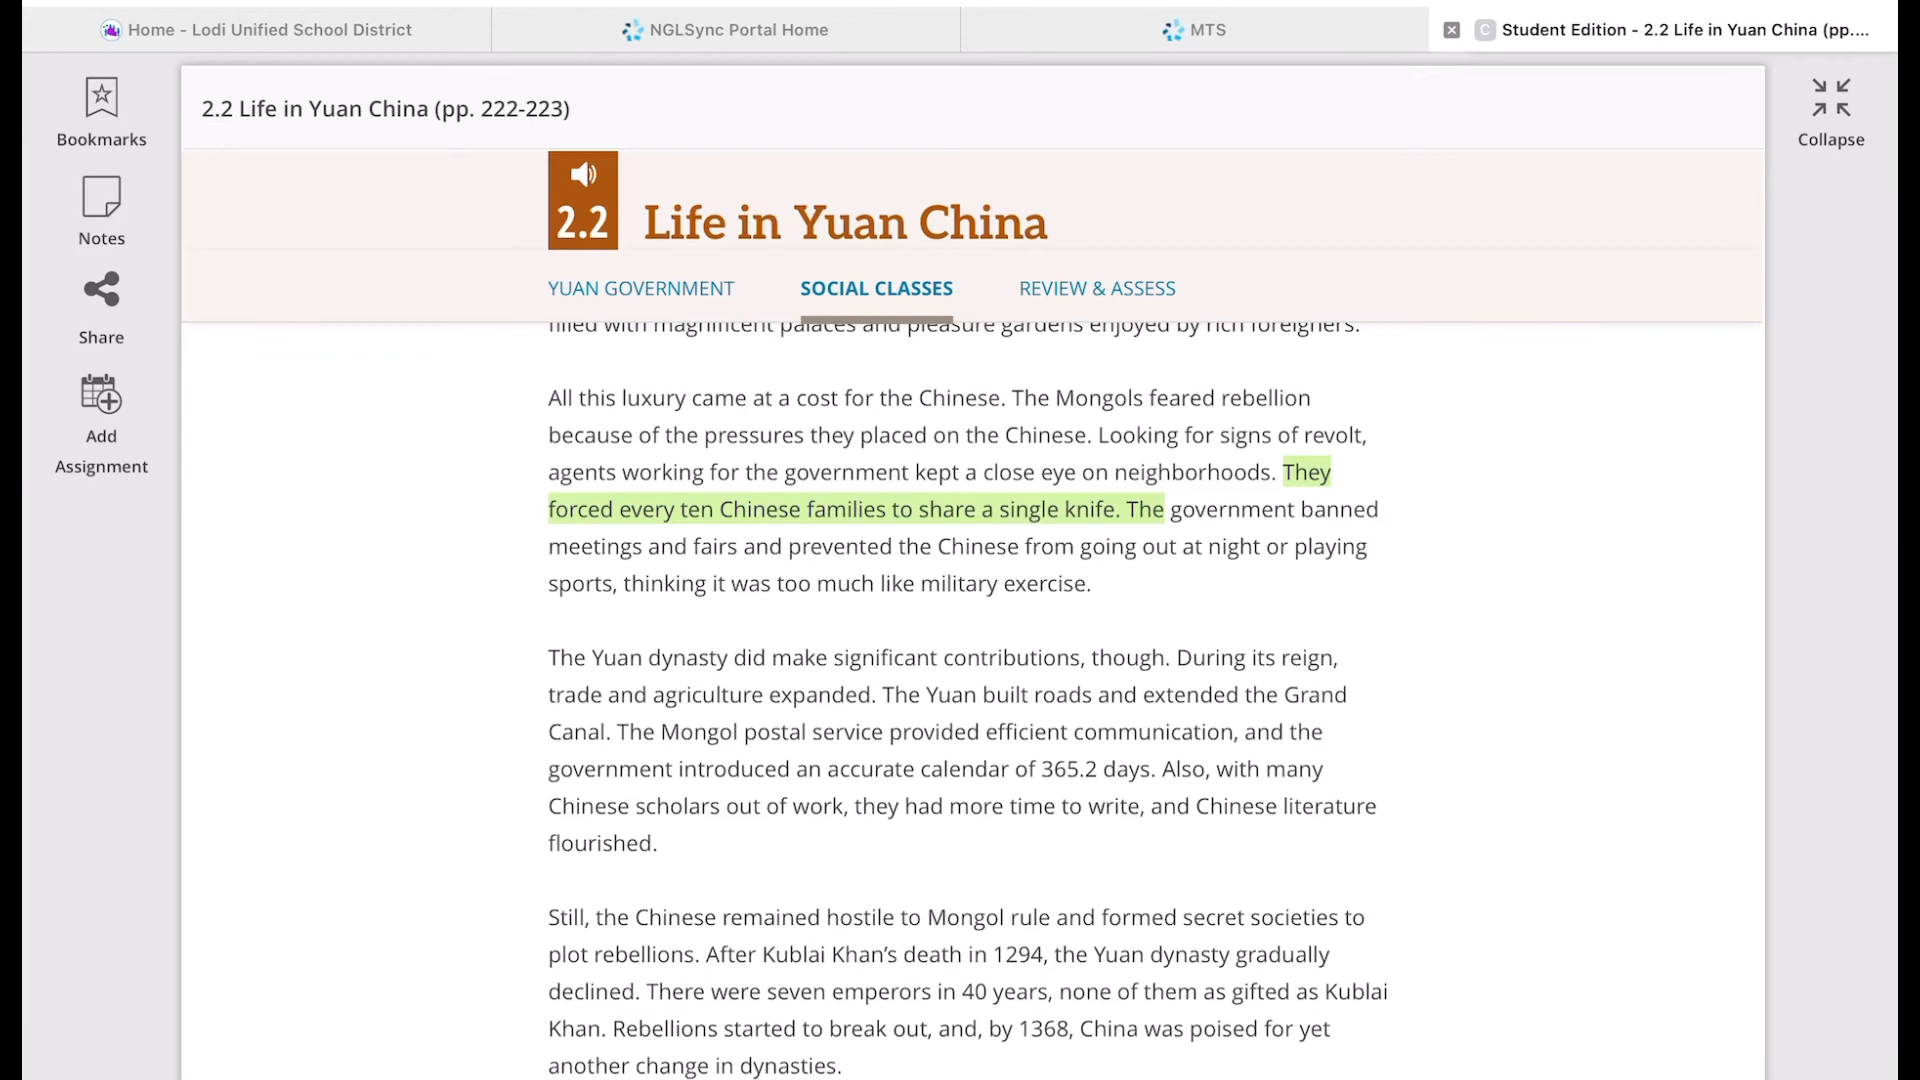 Home - Lodi Unified School District
NGLSync Portal Home
MTS
C
Student Edition - 2.2 Life in Yuan China (pp....
Bookmarks
Notes
Share
Add
Assignment
Collapse
2.2 Life in Yuan China (pp. 222-223)
2.2 Life in Yuan China
YUAN GOVERNMENT
SOCIAL CLASSES
REVIEW & ASSESS
filled with magnificent palaces and pleasure gardens enjoyed by rich foreigners.
All this luxury came at a cost for the Chinese. The Mongols feared rebellion
because of the pressures they placed on the Chinese. Looking for signs of revolt,
agents working for the government kept a close eye on neighborhoods. They
forced every ten Chinese families to share a single knife. The government banned
meetings and fairs and prevented the Chinese from going out at night or playing
sports, thinking it was too much like military exercise.
The Yuan dynasty did make significant contributions, though. During its reign,
trade and agriculture expanded. The Yuan built roads and extended the Grand
Canal. The Mongol postal service provided efficient communication, and the
government introduced an accurate calendar of 365.2 days. Also, with many
Chinese scholars out of work, they had more time to write, and Chinese literature
flourished.
Still, the Chinese remained hostile to Mongol rule and formed secret societies to
plot rebellions. After Kublai Khan’s death in 1294, the Yuan dynasty gradually
declined. There were seven emperors in 40 years, none of them as gifted as Kublai
Khan. Rebellions started to break out, and, by 1368, China was poised for yet
another change in dynasties.